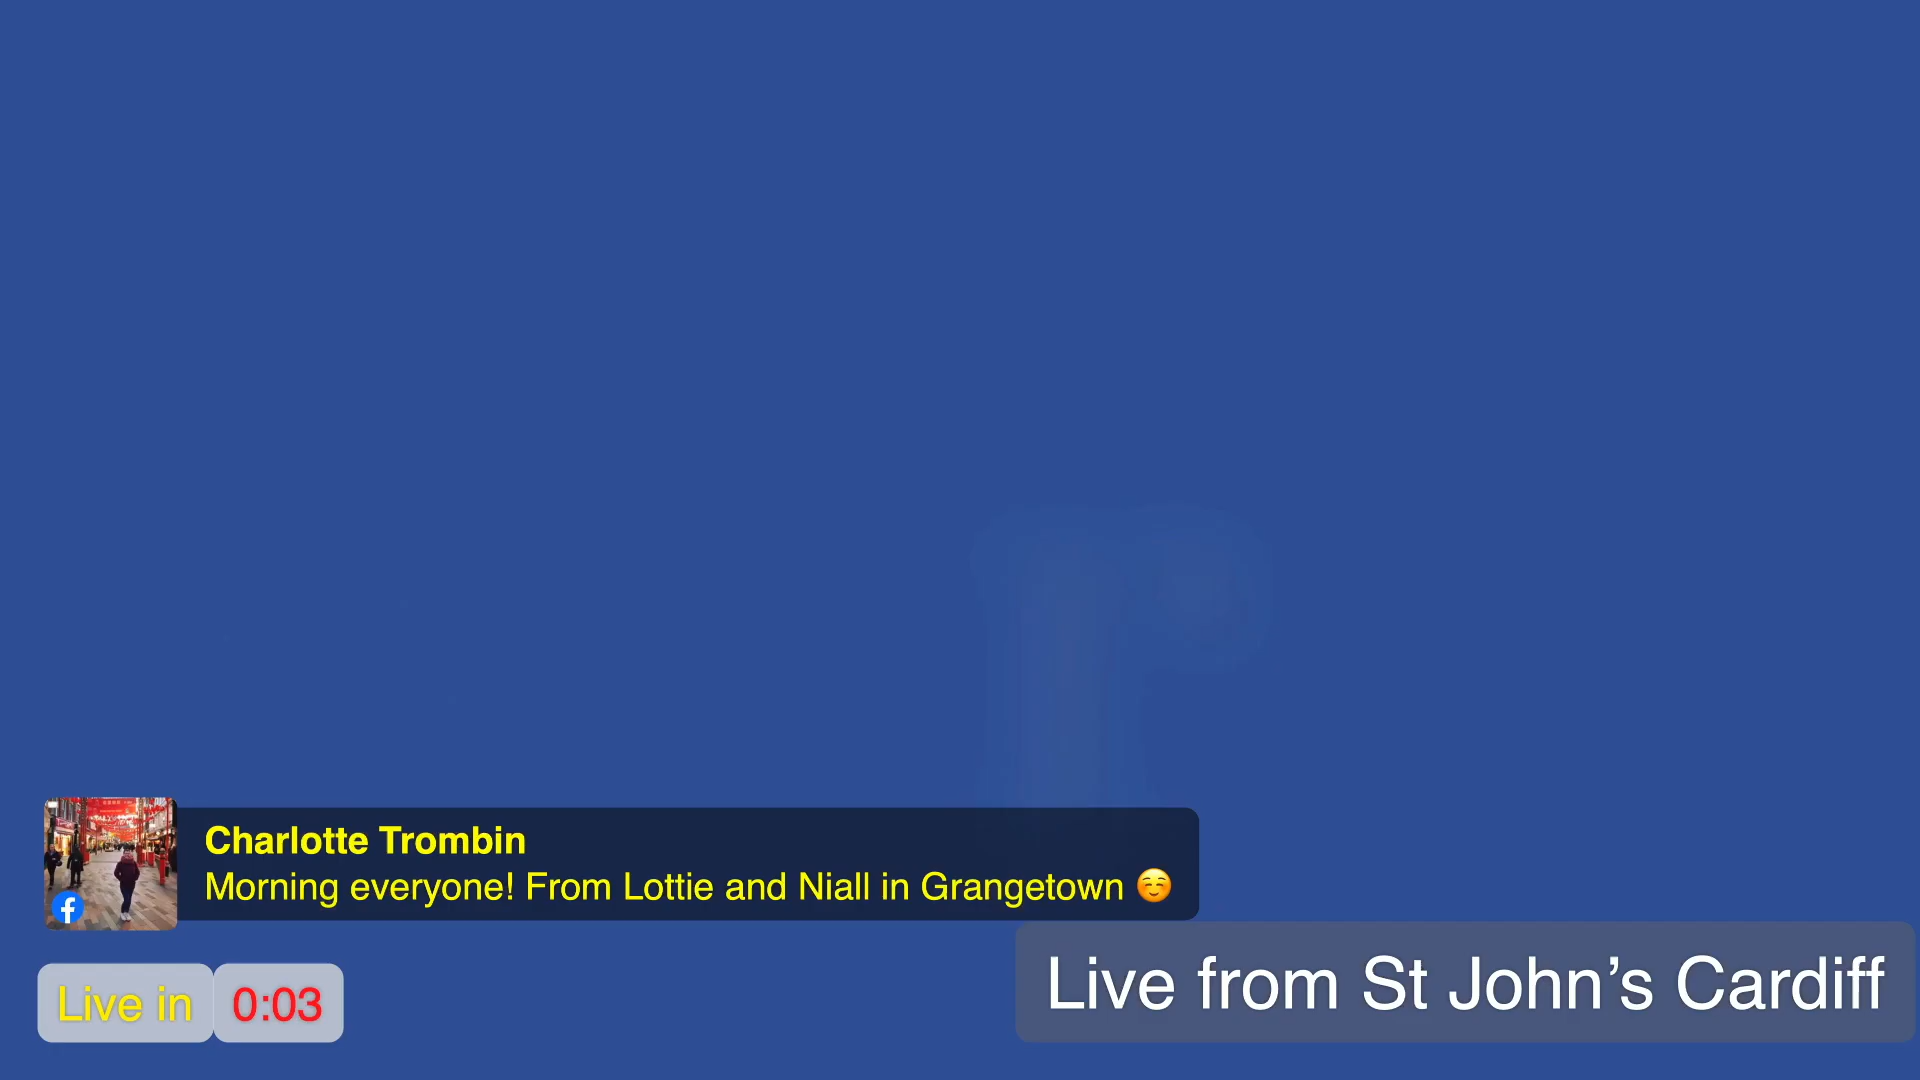 Charlotte Trombin
Morning everyone! From Lottie and Niall in Grangetown ☺️
Live from St John’s Cardiff
Live in 0:03